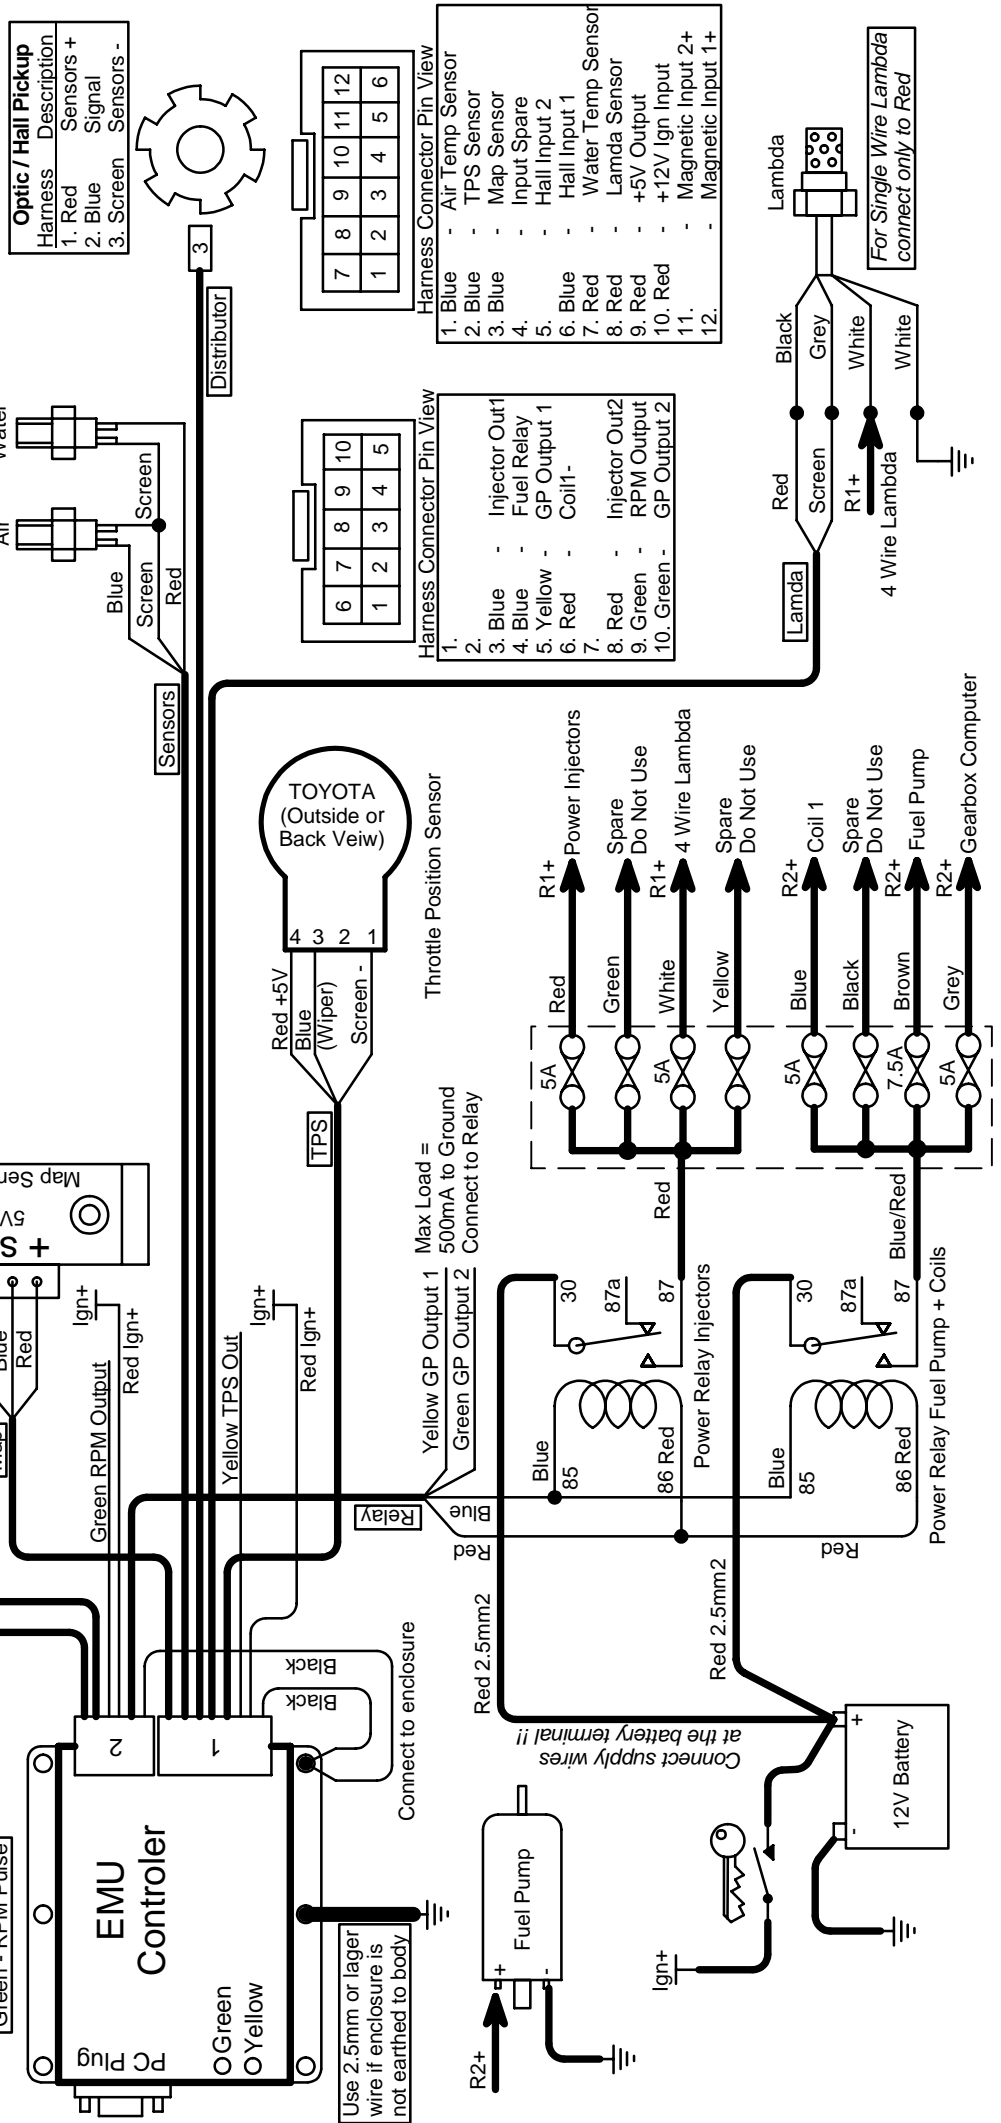 Optic / Hall Pickup
Harness Description
1. Red Sensors +
2. Blue Signal
3. Screen Sensors -
3
Distributor
Water
Air
Screen
Blue
Screen
Red
Sensors
7 8 9 10 11 12
1 2 3 4 5 6
Harness Connector Pin View
1. Blue - Air Temp Sensor
2. Blue - TPS Sensor
3. Blue - Map Sensor
4. - Input Spare
5. - Hall Input 2
6. Blue - Hall Input 1
7. Red - Water Temp Sensor
8. Red - Lamda Sensor
9. Red - +5V Output
10. Red - +12V Ign Input
11. - Magnetic Input 2+
12. - Magnetic Input 1+
6 7 8 9 10
1 2 3 4 5
Harness Connector Pin View
1.
2.
3. Blue - Injector Out1
4. Blue - Fuel Relay
5. Yellow - GP Output 1
6. Red - Coil1-
7.
8. Red - Injector Out2
9. Green - RPM Output
10. Green - GP Output 2
Lambda
For Single Wire Lambda
connect only to Red
Black
Grey
White
White
Red
Screen
R1+
4 Wire Lambda
Lamda
TOYOTA
(Outside or
Back Veiw)
4 3 2 1
Red +5V
Blue
(Wiper)
Screen -
Throttle Position Sensor
TPS
Map Sen
5V
+ S
Blue
Red
Map
Ign+
Green RPM Output
Red Ign+
Yellow TPS Out
Ign+
Red Ign+
Yellow GP Output 1
Green GP Output 2
Max Load =
500mA to Ground
Connect to Relay
Relay
Blue
Red
R1+
Power Injectors
Spare
Do Not Use
R1+
4 Wire Lambda
Spare
Do Not Use
R2+
Coil 1
Spare
Do Not Use
R2+
Fuel Pump
R2+
Gearbox Computer
Red
Green
White
Yellow
Blue
Black
Brown
Grey
5A
5A
5A
7.5A
5A
Red
Blue/Red
30
87a
87
Blue
85
86 Red
Power Relay Injectors
30
87a
87
Blue
85
86 Red
Power Relay Fuel Pump + Coils
Red
Red 2.5mm2
Red 2.5mm2
Connect supply wires
at the battery terminal !!
Green - RPM Pulse
EMU
Controler
2
1
PC Plug
Green
Yellow
Black
Black
Connect to enclosure
Use 2.5mm or lager
wire if enclosure is
not earthed to body
Fuel Pump
+
-
R2+
Ign+
12V Battery
+
-